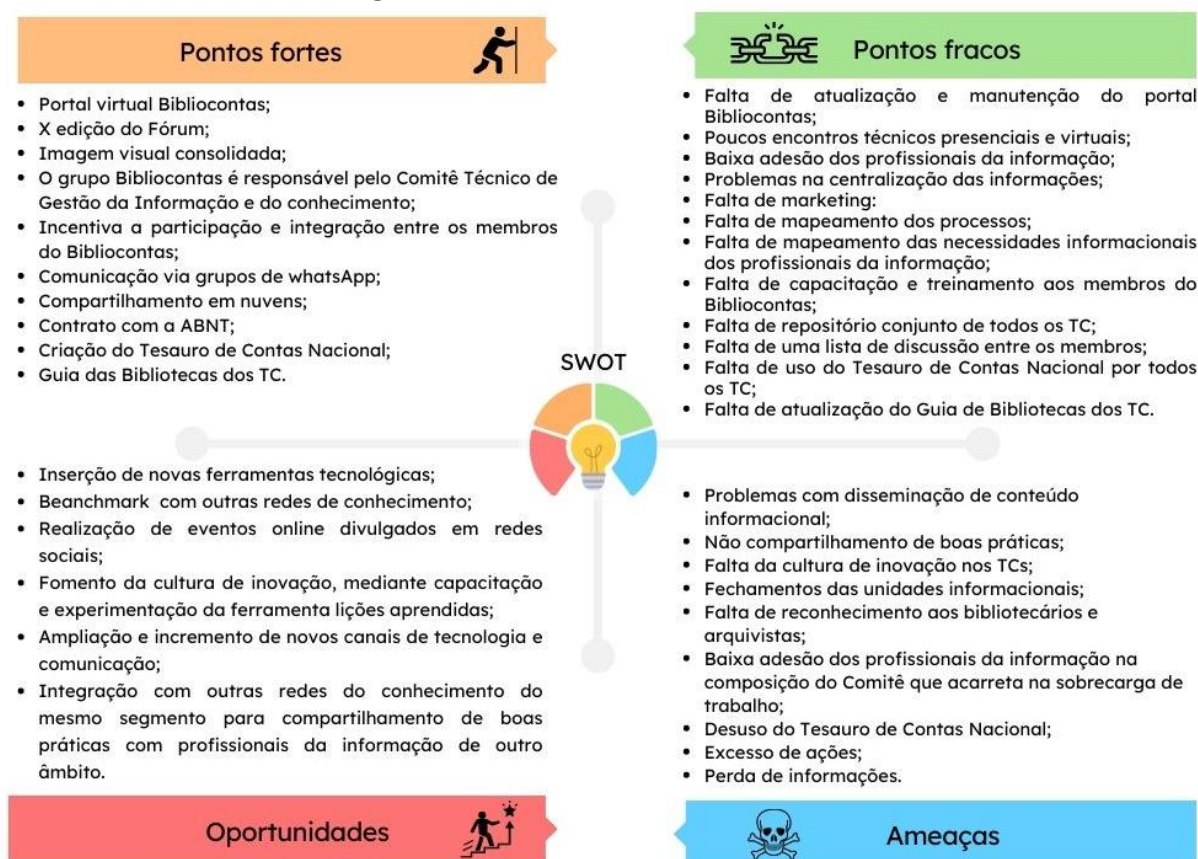 Pontos fortes
• Portal virtual Bibliocontas;
• X edição do Fórum;
• Imagem visual consolidada;
• O grupo Bibliocontas é responsável pelo Comitê Técnico de
Gestão da Informação e do conhecimento;
• Incentiva a participação e integração entre os membros
do Bibliocontas;
• Comunicação via grupos de whatsApp;
• Compartilhamento em nuvens;
• Contrato com a ABNT;
• Criação do Tesauro de Contas Nacional;
• Guia das Bibliotecas dos TC.
Pontos fracos
• Falta de atualização e manutenção do portal
Bibliocontas;
• Poucos encontros técnicos presenciais e virtuais;
• Baixa adesão dos profissionais da informação;
• Problemas na centralização das informações;
• Falta de marketing:
• Falta de mapeamento dos processos;
• Falta de mapeamento das necessidades informacionais
dos profissionais da informação;
• Falta de capacitação e treinamento aos membros do
Bibliocontas;
• Falta de repositório conjunto de todos os TC;
• Falta de uma lista de discussão entre os membros;
• Falta de uso do Tesauro de Contas Nacional por todos
os TC;
• Falta de atualização do Guia de Bibliotecas dos TC.
SWOT
• Inserção de novas ferramentas tecnológicas;
• Beanchmark com outras redes de conhecimento;
• Realização de eventos online divulgados em redes
sociais;
• Fomento da cultura de inovação, mediante capacitação
e experimentação da ferramenta lições aprendidas;
• Ampliação e incremento de novos canais de tecnologia e
comunicação;
• Integração com outras redes do conhecimento do
mesmo segmento para compartilhamento de boas
práticas com profissionais da informação de outro
âmbito.
Oportunidades
• Problemas com disseminação de conteúdo
informacional;
• Não compartilhamento de boas práticas;
• Falta da cultura de inovação nos TCs;
• Fechamentos das unidades informacionais;
• Falta de reconhecimento aos bibliotecários e
arquivistas;
• Baixa adesão dos profissionais da informação na
composição do Comitê que acarreta na sobrecarga de
trabalho;
• Desuso do Tesauro de Contas Nacional;
• Excesso de ações;
• Perda de informações.
Ameaças